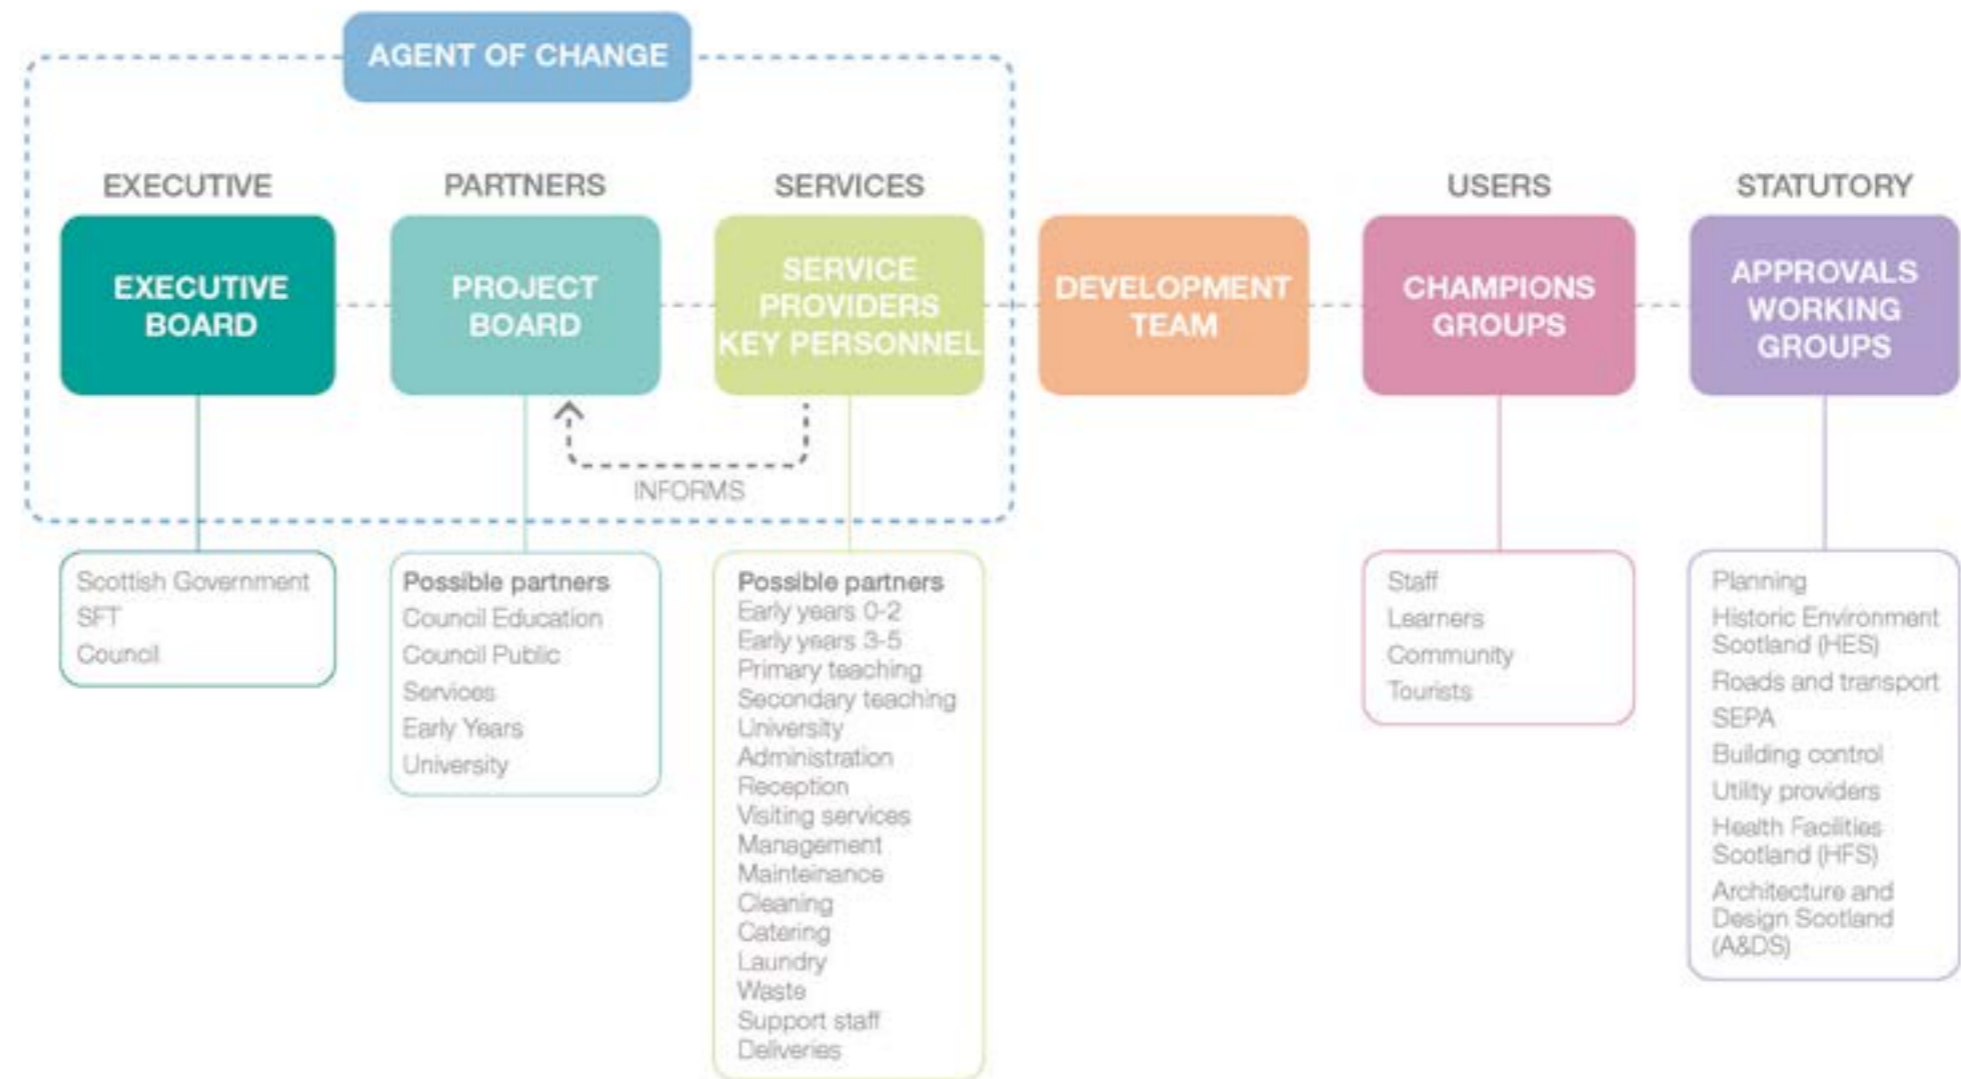 AGENT OF CHANGE
EXECUTIVE
EXECUTIVE
BOARD
Scottish Government
SFT
Council
PARTNERS
PROJECT
BOARD
INFORMS
Possible partners
Council Education
Council Public
Services
Early Years
University
SERVICES
SERVICE
PROVIDERS
KEY PERSONNEL
Possible partners
Early years 0-2
Early years 3-5
Primary teaching
Secondary teaching
University
Administration
Reception
Visiting services
Management
Mainteinance
Cleaning
Catering
Laundry
Waste
Support staff
Deliveries
DEVELOPMENT
TEAM
USERS
CHAMPIONS
GROUPS
Staff
Learners
Community
Tourists
STATUTORY
APPROVALS
WORKING
GROUPS
Planning
Historic Environment
Scotland (HES)
Roads and transport
SEPA
Building control
Utility providers
Health Facilities
Scotland (HFS)
Architecture and
Design Scotland
(A&DS)